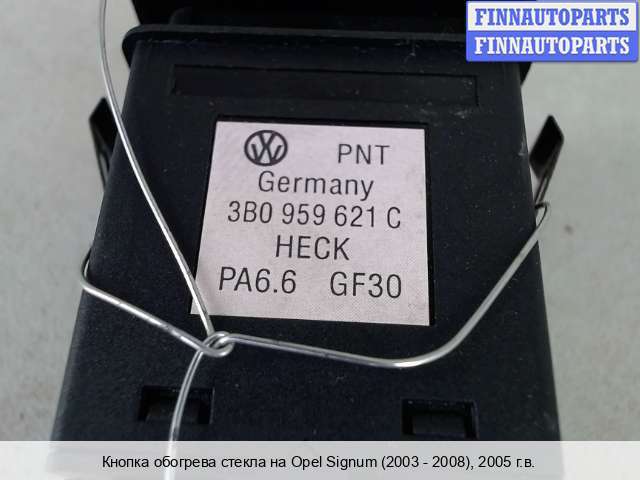 FINNAUTOPARTS
FINNAUTOPARTS
VW PNT
Germany
3B0 959 621 C
HECK
PA6.6 GF30
Кнопка обогрева стекла на Opel Signum (2003 - 2008), 2005 г.в.